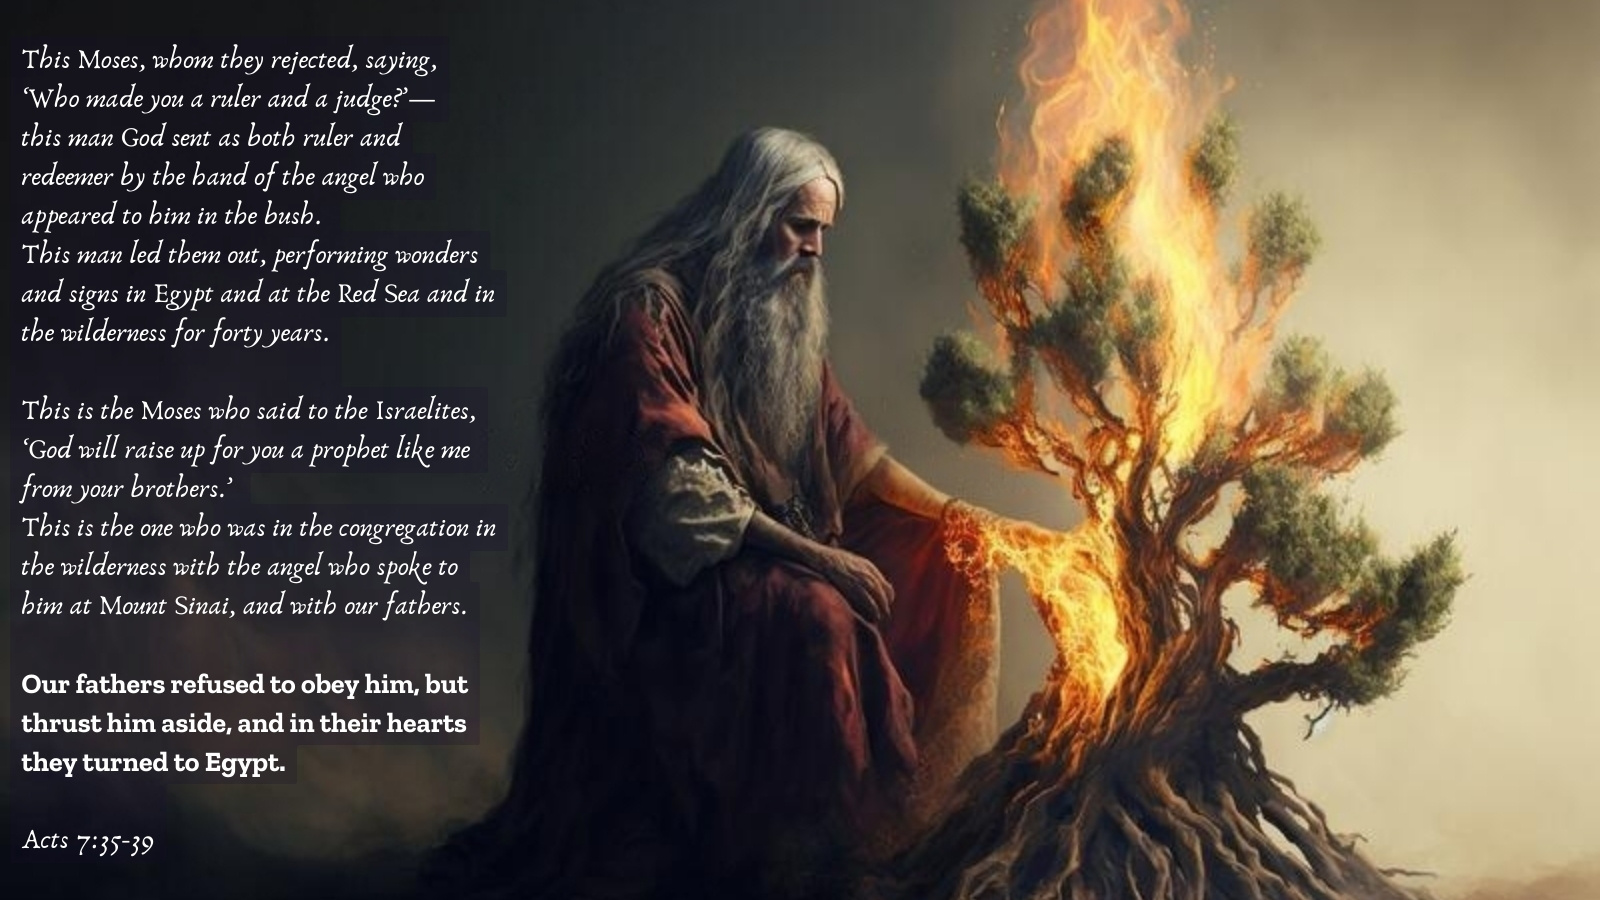 This Moses, whom they rejected, saying,
‘Who made you a ruler and a judge?’—
this man God sent as both ruler and
redeemer by the hand of the angel who
appeared to him in the bush.
This man led them out, performing wonders
and signs in Egypt and at the Red Sea and in
the wilderness for forty years.
This is the Moses who said to the Israelites,
‘God will raise up for you a prophet like me
from your brothers.’
This is the one who was in the congregation in
the wilderness with the angel who spoke to
him at Mount Sinai, and with our fathers.
Our fathers refused to obey him, but
thrust him aside, and in their hearts
they turned to Egypt.
Acts 7:35-39